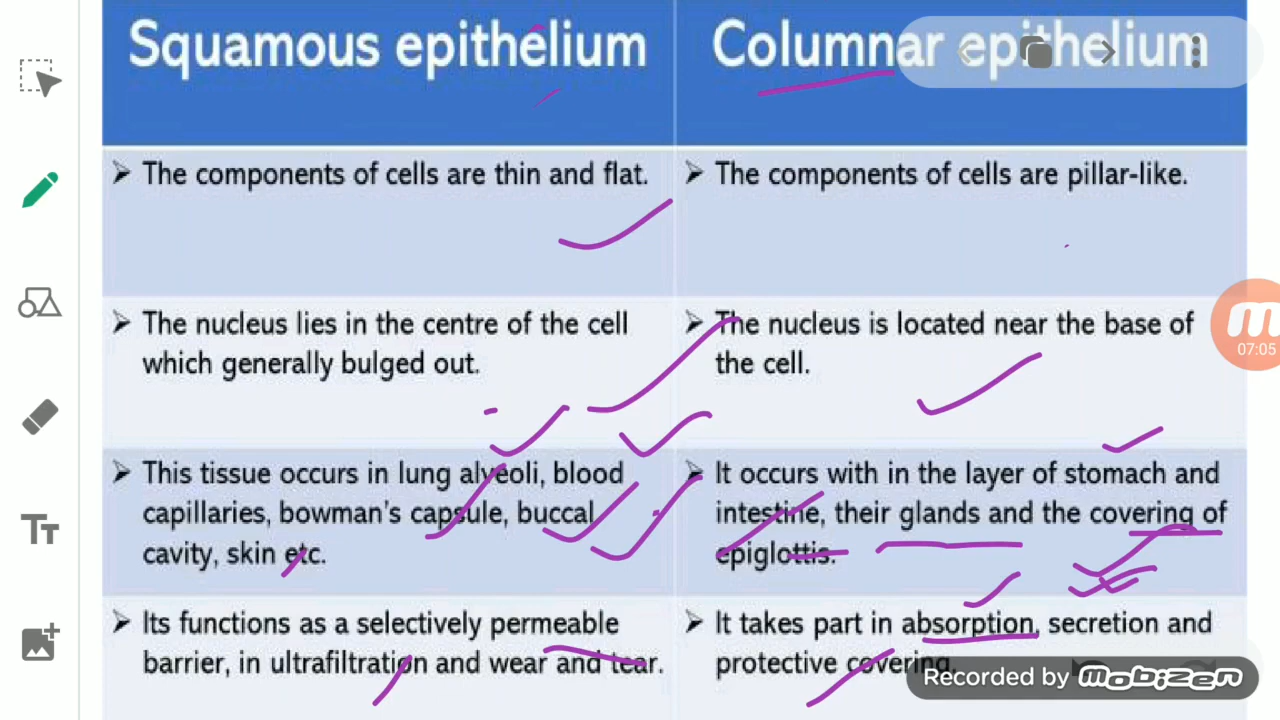 Squamous epithelium
Columnar epithelium
➤ The components of cells are thin and flat.
➤ The components of cells are pillar-like.
➤ The nucleus lies in the centre of the cell
which generally bulged out.
➤ The nucleus is located near the base of
the cell.
07:05
➤ This tissue occurs in lung alveoli, blood
capillaries, bowman's capsule, buccal
cavity, skin etc.
➤ It occurs with in the layer of stomach and
intestine, their glands and the covering of
epiglottis.
➤ Its functions as a selectively permeable
barrier, in ultrafiltration and wear and tear.
➤ It takes part in absorption, secretion and
protective covering.
Recorded by mobizen
TT